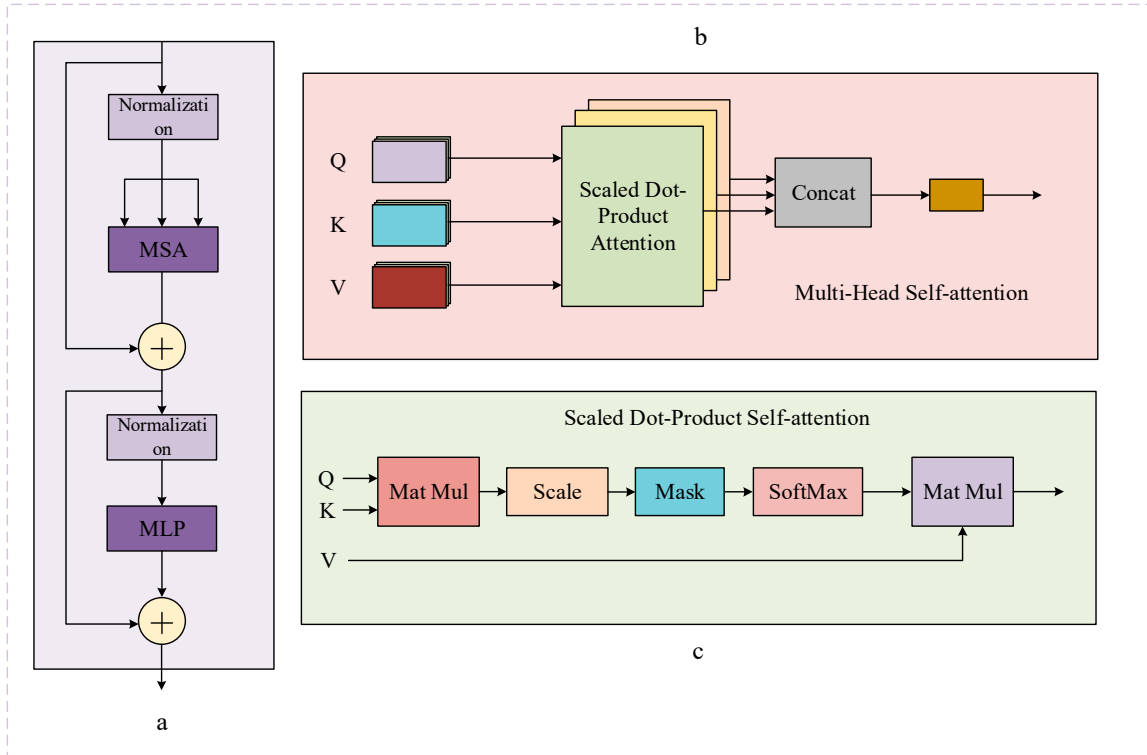 Normalizati
on
MSA
Normalizati
on
MLP
a
b
Q
K
V
Scaled Dot-
Product
Attention
Concat
Multi-Head Self-attention
Scaled Dot-Product Self-attention
Q
K
V
Mat Mul
Scale
Mask
SoftMax
Mat Mul
c